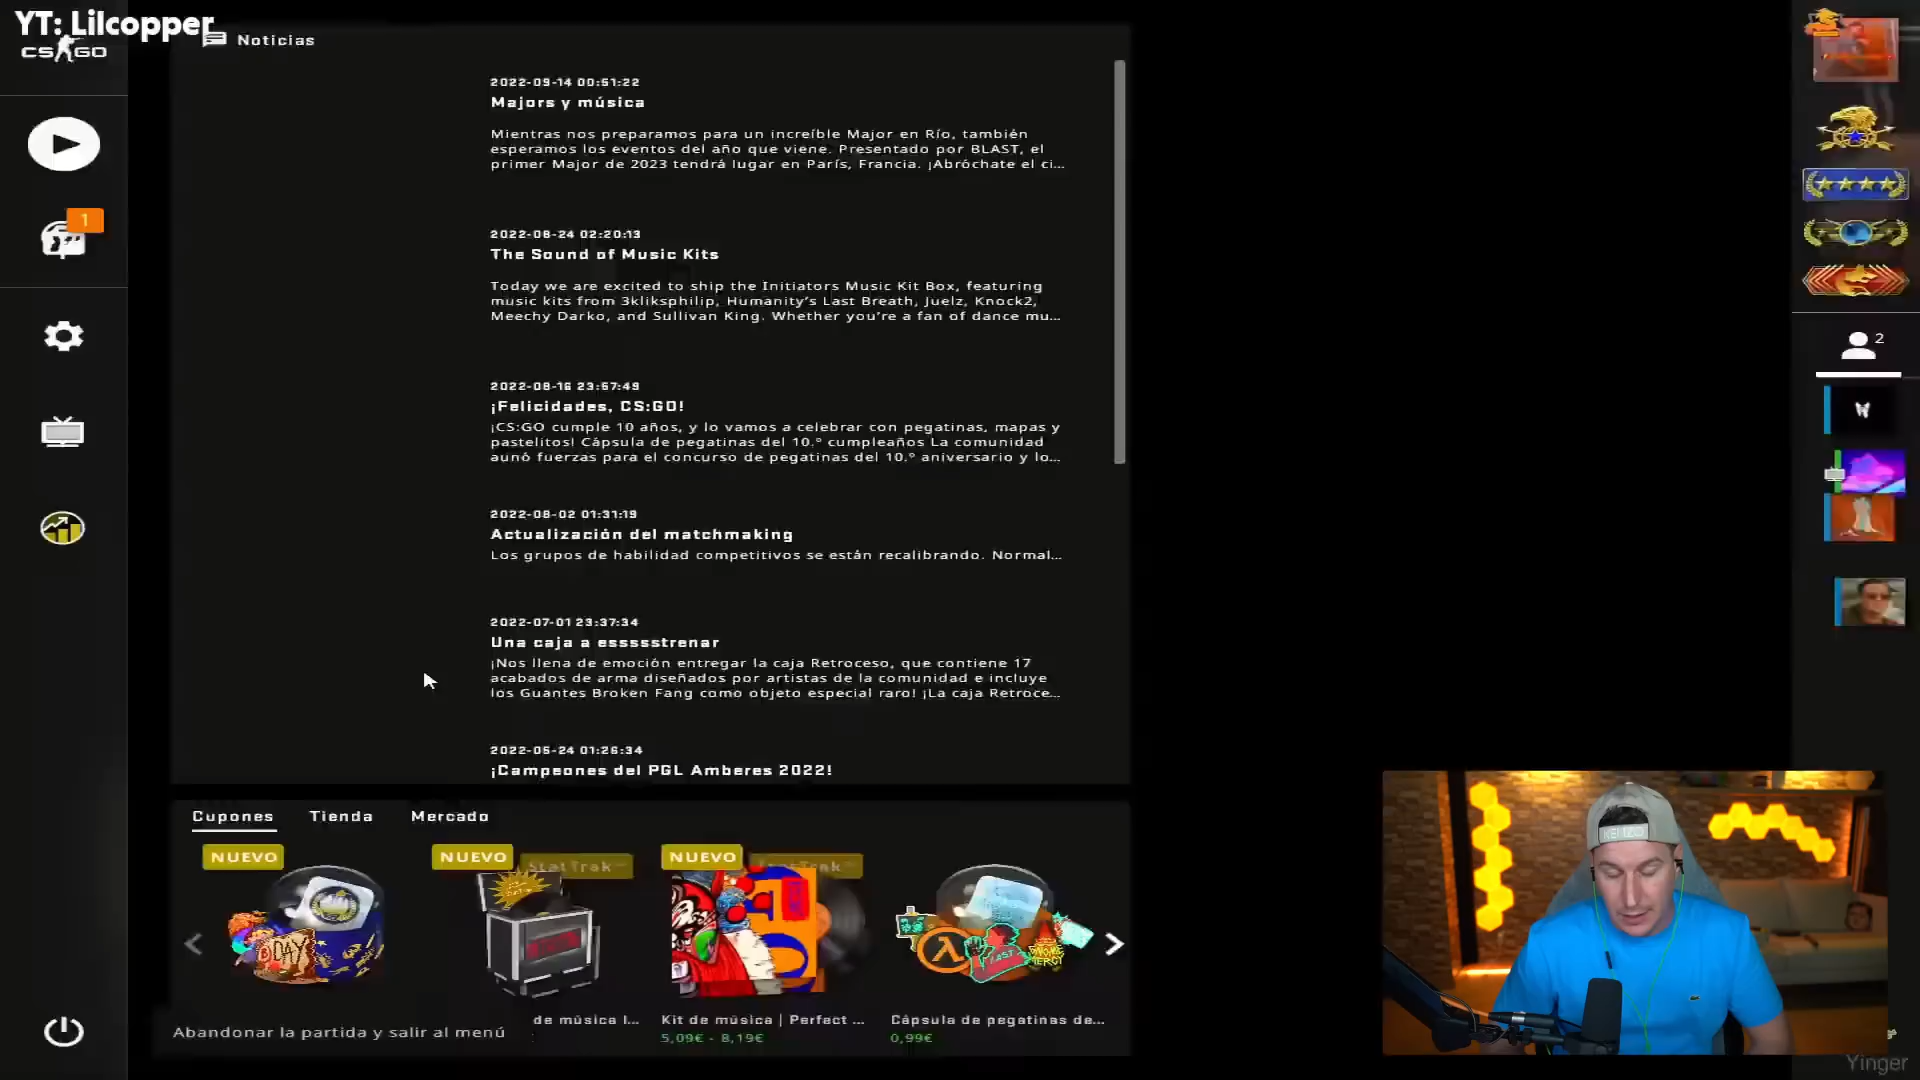 YT: Lilcopper
CS GO
Noticias
2022-09-14 00:51:22
Majors y música
Mientras nos preparamos para un increíble Major en Río, también
esperamos los eventos del año que viene. Presentado por BLAST, el
primer Major de 2023 tendrá lugar en París, Francia. ¡Abróchate el ci...
2022-08-24 02:20:13
The Sound of Music Kits
Today we are excited to ship the Initiators Music Kit Box, featuring
music kits from 3kliksphilip, Humanity's Last Breath, Juelz, Knock2,
Meechy Darko, and Sullivan King. Whether you're a fan of dance mu...
2022-08-16 23:57:49
¡Felicidades, CS:GO!
¡CS:GO cumple 10 años, y lo vamos a celebrar con pegatinas, mapas y
pastelitos! Cápsula de pegatinas del 10.º cumpleaños La comunidad
aunó fuerzas para el concurso de pegatinas del 10.º aniversario y lo...
2022-08-02 01:31:19
Actualización del matchmaking
Los grupos de habilidad competitivos se están recalibrando. Normal...
2022-07-01 23:37:34
Una caja a essssstrenar
¡Nos llena de emoción entregar la caja Retroceso, que contiene 17
acabados de arma diseñados por artistas de la comunidad e incluye
los Guantes Broken Fang como objeto especial raro! ¡La caja Retroce...
2022-05-24 01:26:34
¡Campeones del PGL Amberes 2022!
1
2
Cupones Tienda Mercado
NUEVO NUEVO StatTrak™ NUEVO
de música I... Kit de música | Perfect ... Cápsula de pegatinas de...
5,09€ - 8,19€ 0,99€
Abandonar la partida y salir al menú
KENZO
Yinger